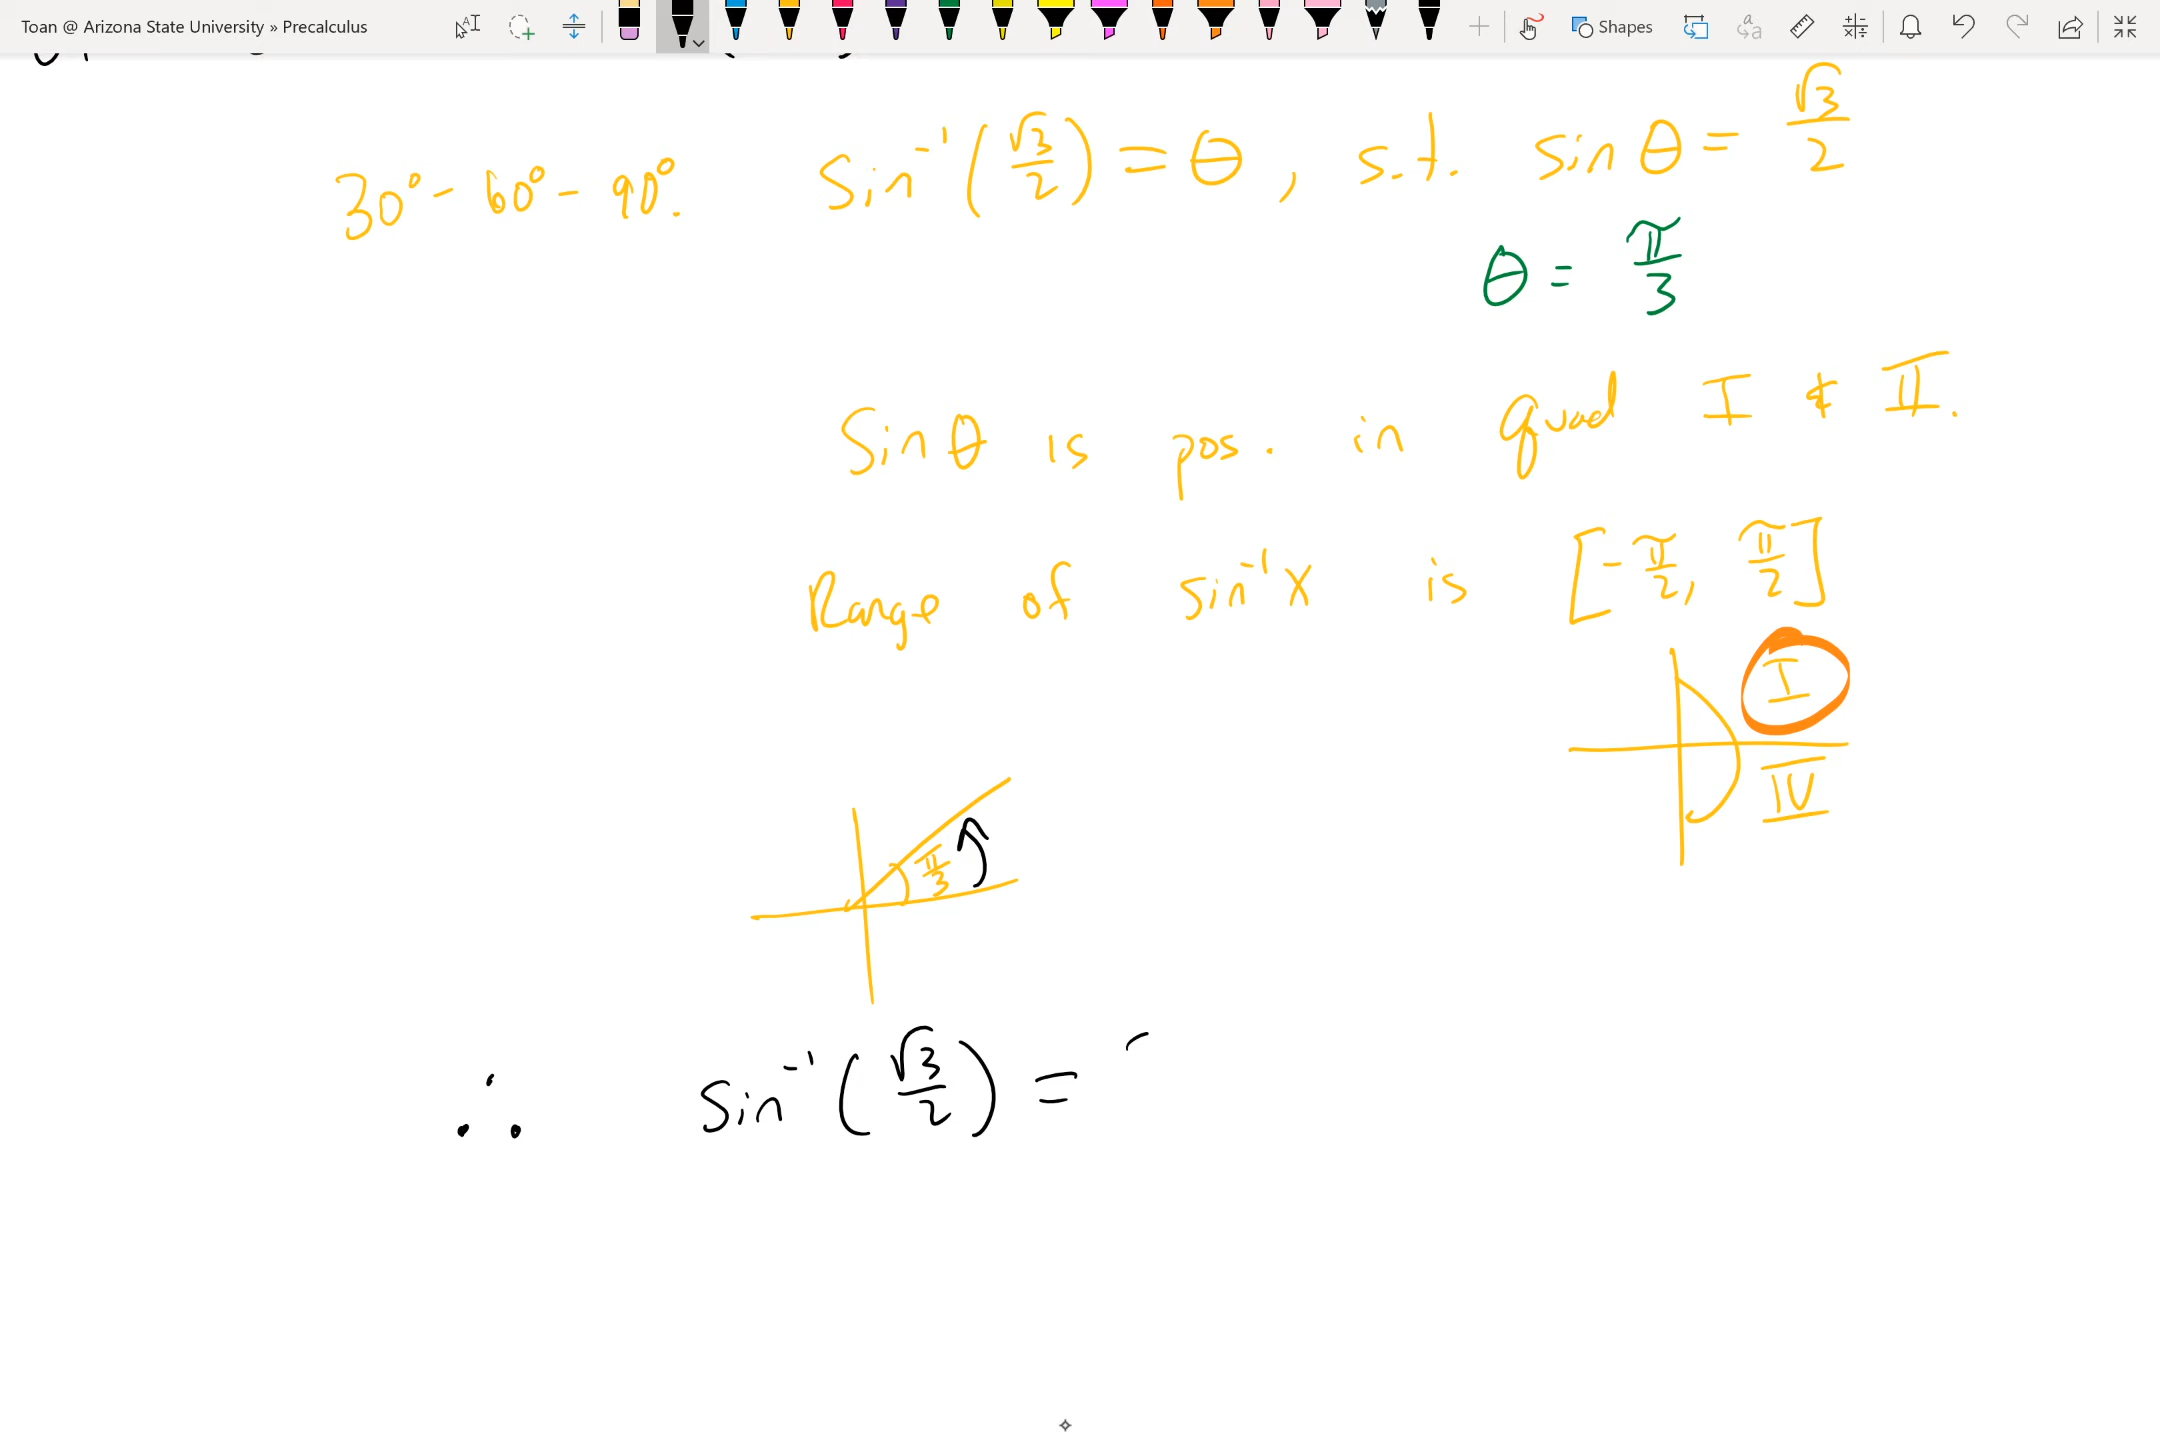 Toan @ Arizona State University » Precalculus
Shapes
30° - 60° - 90°. Sin⁻¹(√3/2) = θ, s.t. sin θ = √3/2
θ = π/3
Sin θ is pos. in quad I & II.
Range of sin⁻¹x is [-π/2, π/2]
I
IV
π/3
∴ Sin⁻¹(√3/2) =